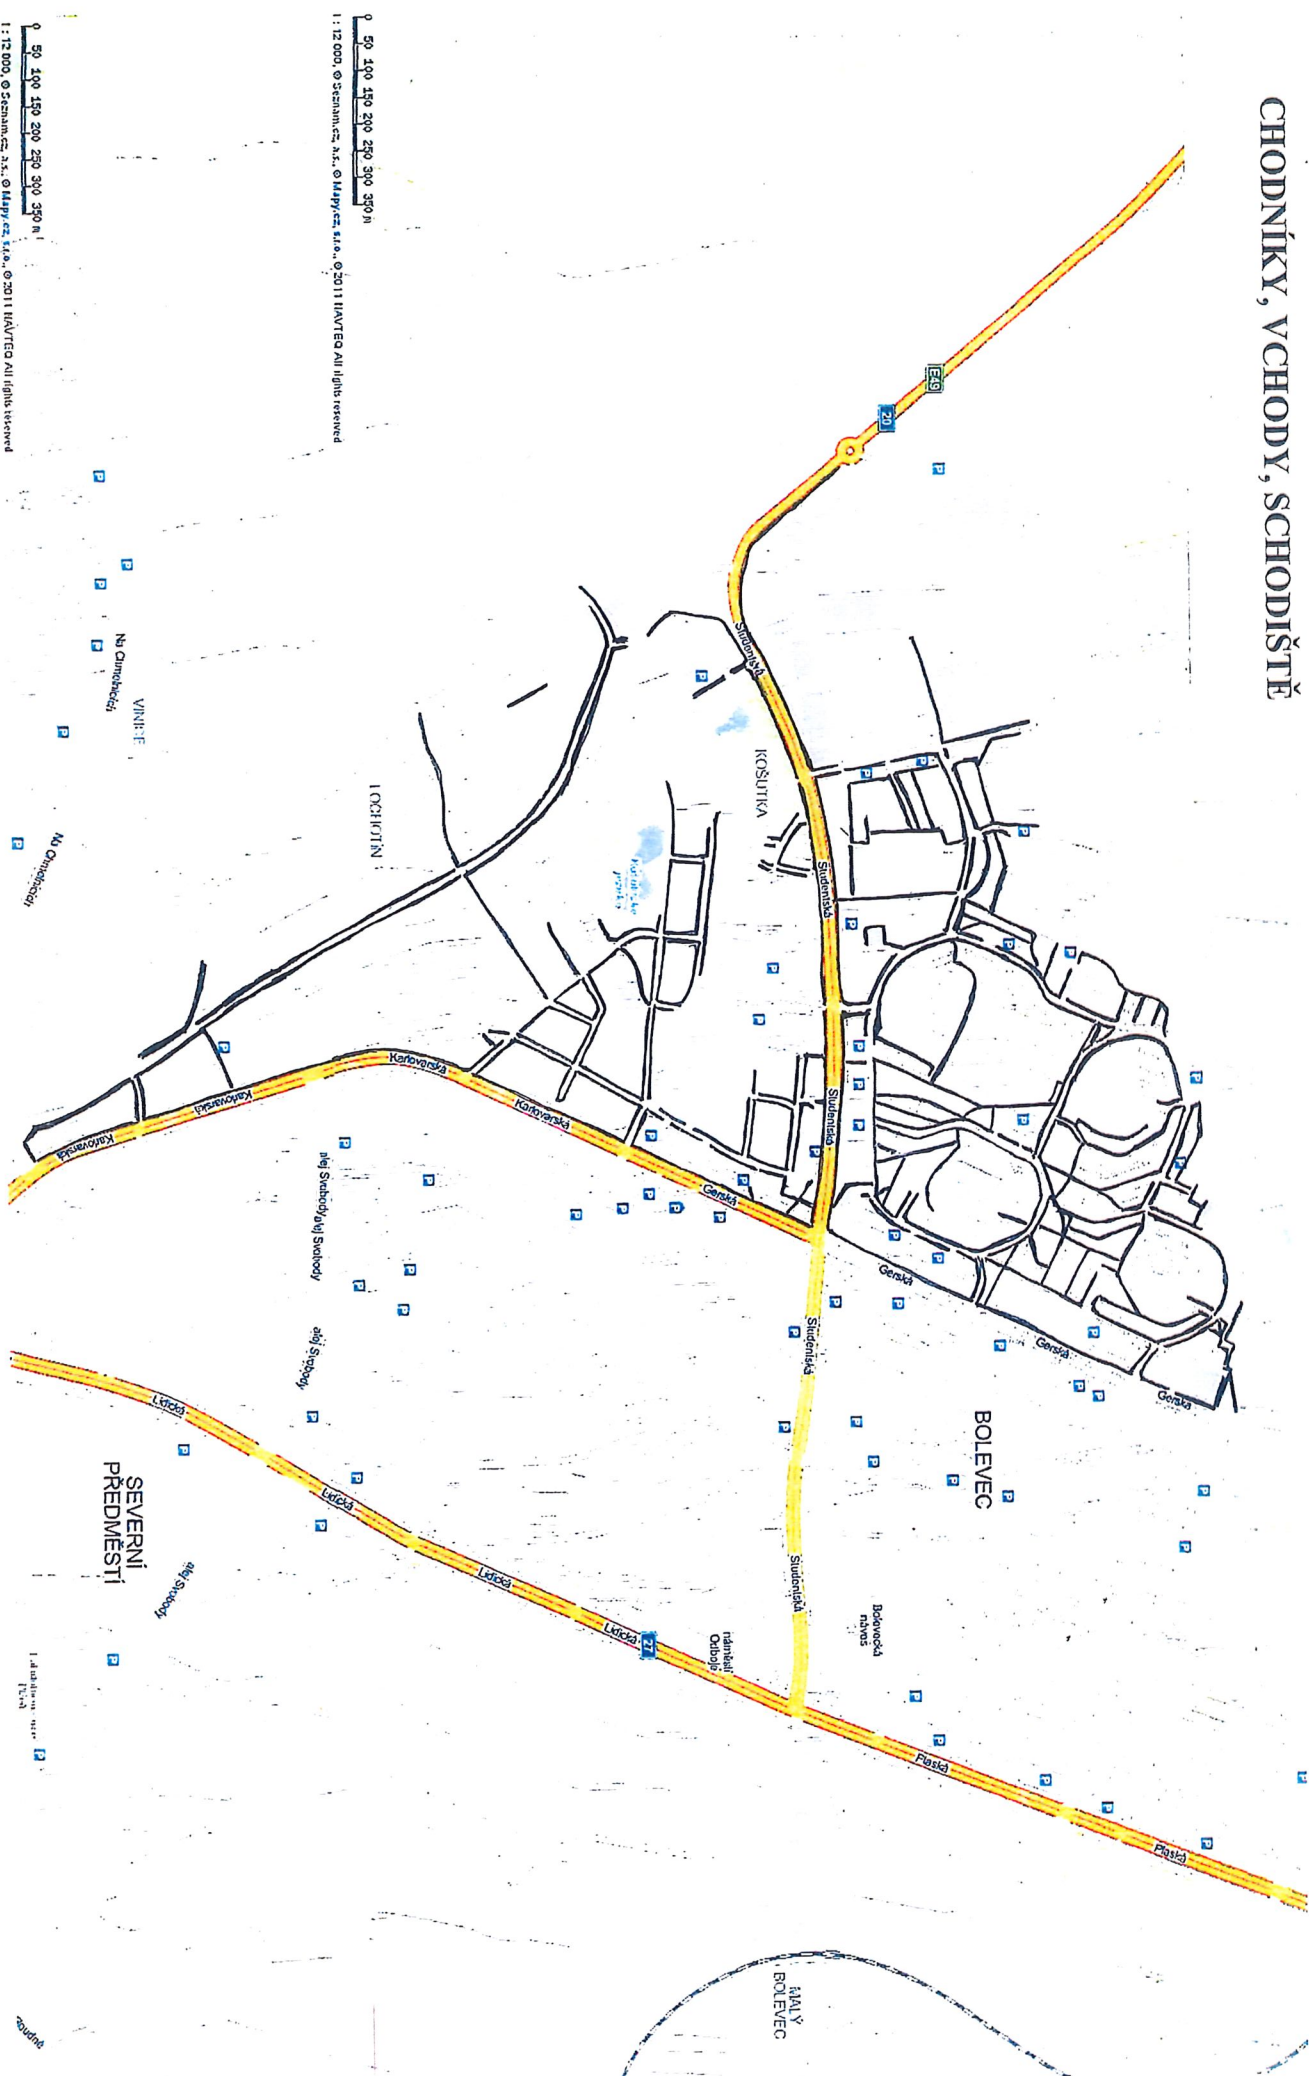 CHODNÍKY, VCHODY, SCHODIŠTĚ
E49
20
Studentská
KOŠUTKA
Studentská
Studentská
Gerská
Gerská
Gerská
Gerská
Studentská
Studentská
BOLEVEC
Bolevecká
náves
náměstí
Odboje
Plaská
Plaská
MALÝ
BOLEVEC
0 50 100 150 200 250 300 350 m
1 : 12 000, © Seznam.cz, a.s., © Mapy.cz, s.r.o., © 2011 NAVTEQ All rights reserved
LOCHOTÍN
Karlovarská
Karlovarská
Karlovarská
Karlovarská
alej Svobody
alej Svobody
alej Svobody
Lidická
Lidická
Lidická
Lidická
27
VINICE
Na Chmelnicích
Na Chmelnicích
SEVERNÍ
PŘEDMĚSTÍ
alej Svobody
0 50 100 150 200 250 300 350 m
1 : 12 000, © Seznam.cz, a.s., © Mapy.cz, s.r.o., © 2011 NAVTEQ All rights reserved